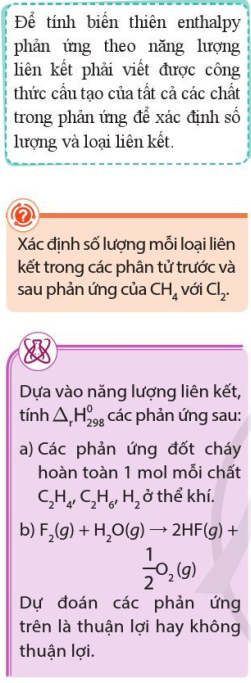 Để tính biến thiên enthalpy
phản ứng theo năng lượng
liên kết phải viết được công
thức cấu tạo của tất cả các chất
trong phản ứng để xác định số
lượng và loại liên kết.
Xác định số lượng mỗi loại liên
kết trong các phân tử trước và
sau phản ứng của CH₄ với Cl₂.
Dựa vào năng lượng liên kết,
tính ΔᵣH⁰₂₉₈ các phản ứng sau:
a) Các phản ứng đốt cháy
hoàn toàn 1 mol mỗi chất
C₂H₄, C₂H₆, H₂ ở thể khí.
b) F₂(g) + H₂O(g) → 2HF(g) +
1/2 O₂(g)
Dự đoán các phản ứng
trên là thuận lợi hay không
thuận lợi.